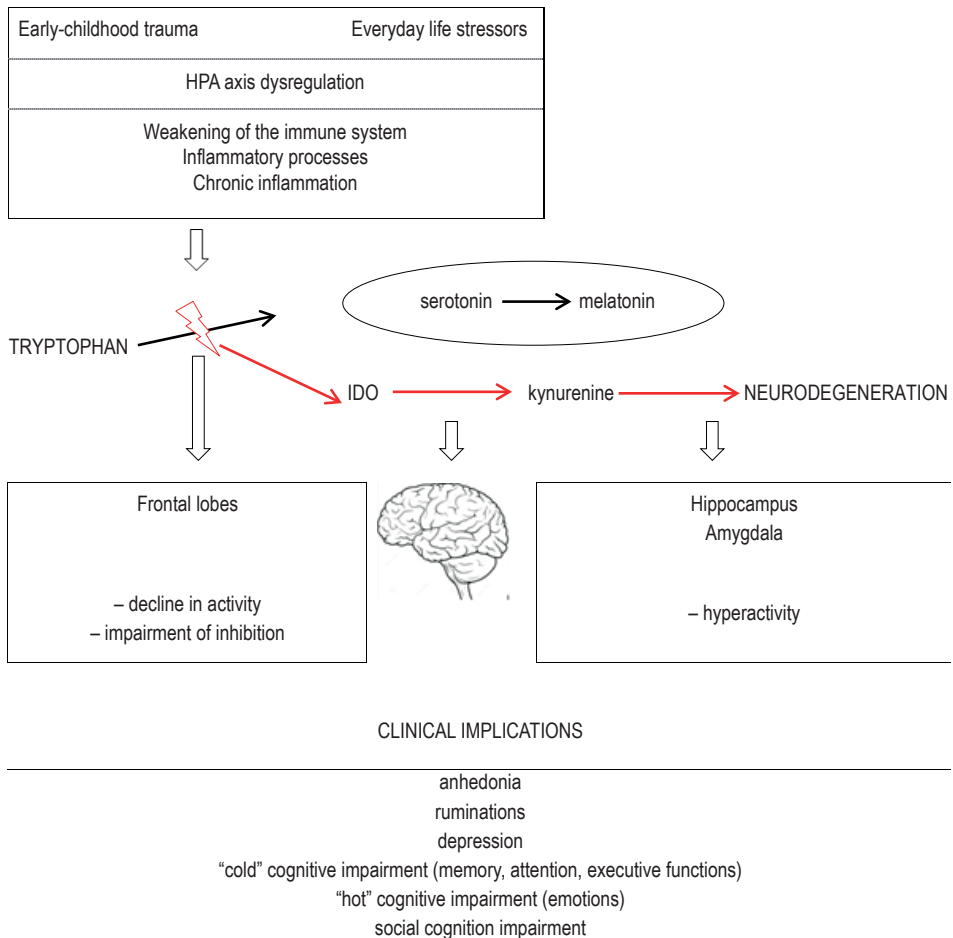 Early-childhood trauma Everyday life stressors
HPA axis dysregulation
Weakening of the immune system
Inflammatory processes
Chronic inflammation
serotonin melatonin
TRYPTOPHAN
IDO kynurenine NEURODEGENERATION
Frontal lobes
– decline in activity
– impairment of inhibition
Hippocampus
Amygdala
– hyperactivity
CLINICAL IMPLICATIONS
anhedonia
ruminations
depression
“cold” cognitive impairment (memory, attention, executive functions)
“hot” cognitive impairment (emotions)
social cognition impairment